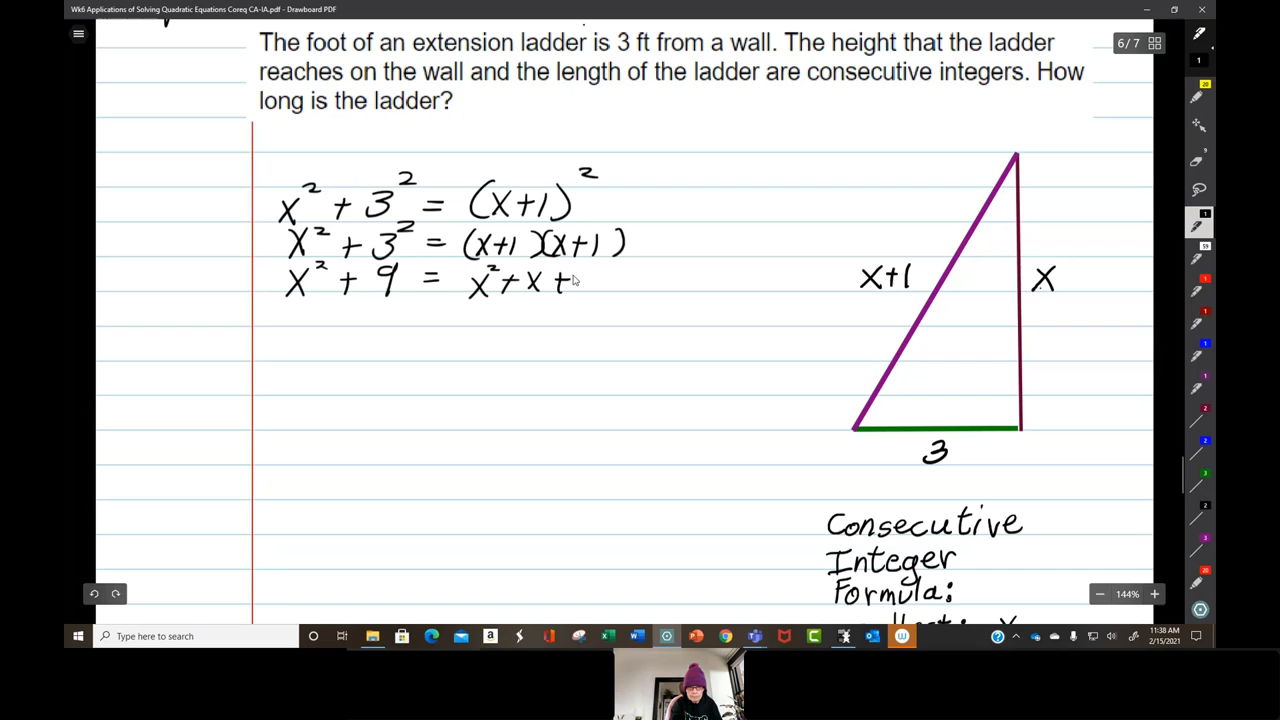 Wk6 Applications of Solving Quadratic Equations Coreq CA-IA.pdf - Drawboard PDF
The foot of an extension ladder is 3 ft from a wall. The height that the ladder
reaches on the wall and the length of the ladder are consecutive integers. How
long is the ladder?
6/7
x² + 3² = (x+1)²
x² + 3² = (x+1)(x+1)
x² + 9 = x² + x +
x+1
x
3
Consecutive
Integer
Formula:
144%
Type here to search
11:38 AM
2/15/2021